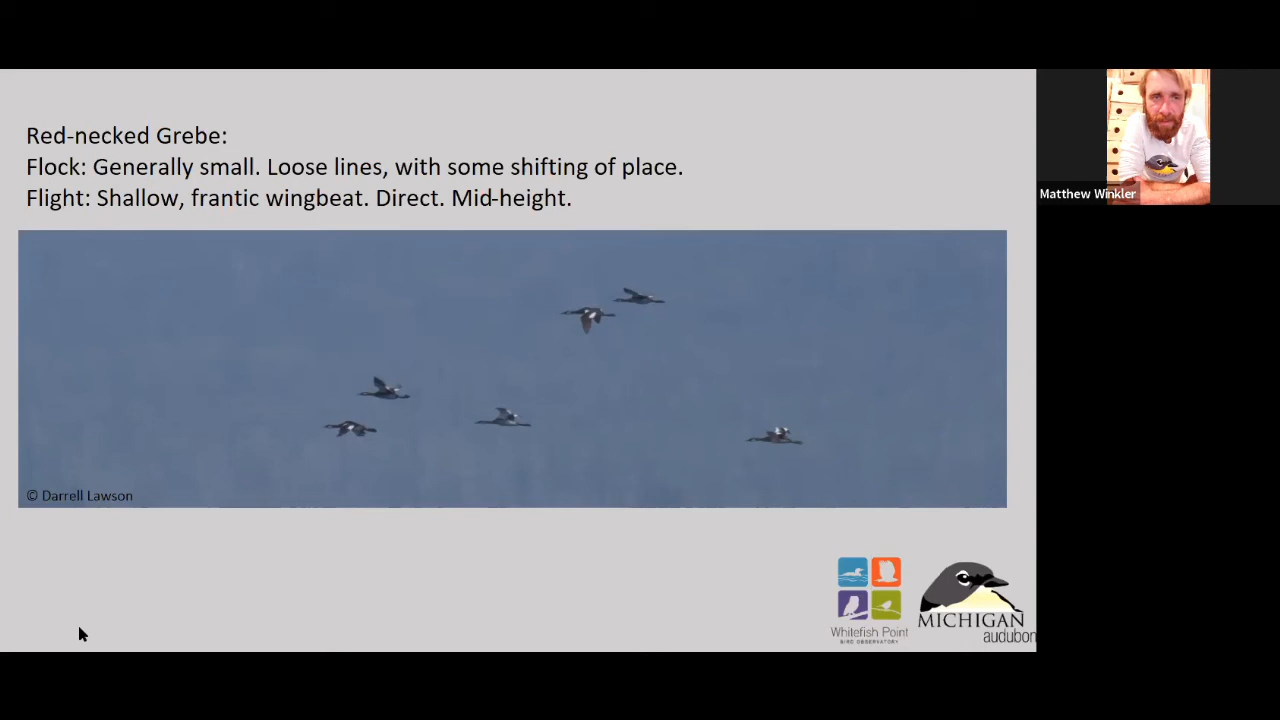 Red-necked Grebe:
Flock: Generally small. Loose lines, with some shifting of place.
Flight: Shallow, frantic wingbeat. Direct. Mid-height.
Matthew Winkler
© Darrell Lawson
Whitefish Point
BIRD OBSERVATORY
MICHIGAN
audubon